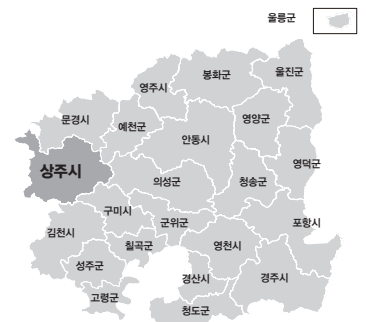 울릉군
봉화군
울진군
영주시
문경시
예천군
영양군
안동시
상주시
영덕군
의성군
청송군
구미시
군위군
포항시
김천시
칠곡군
영천시
성주군
경산시
경주시
고령군
청도군